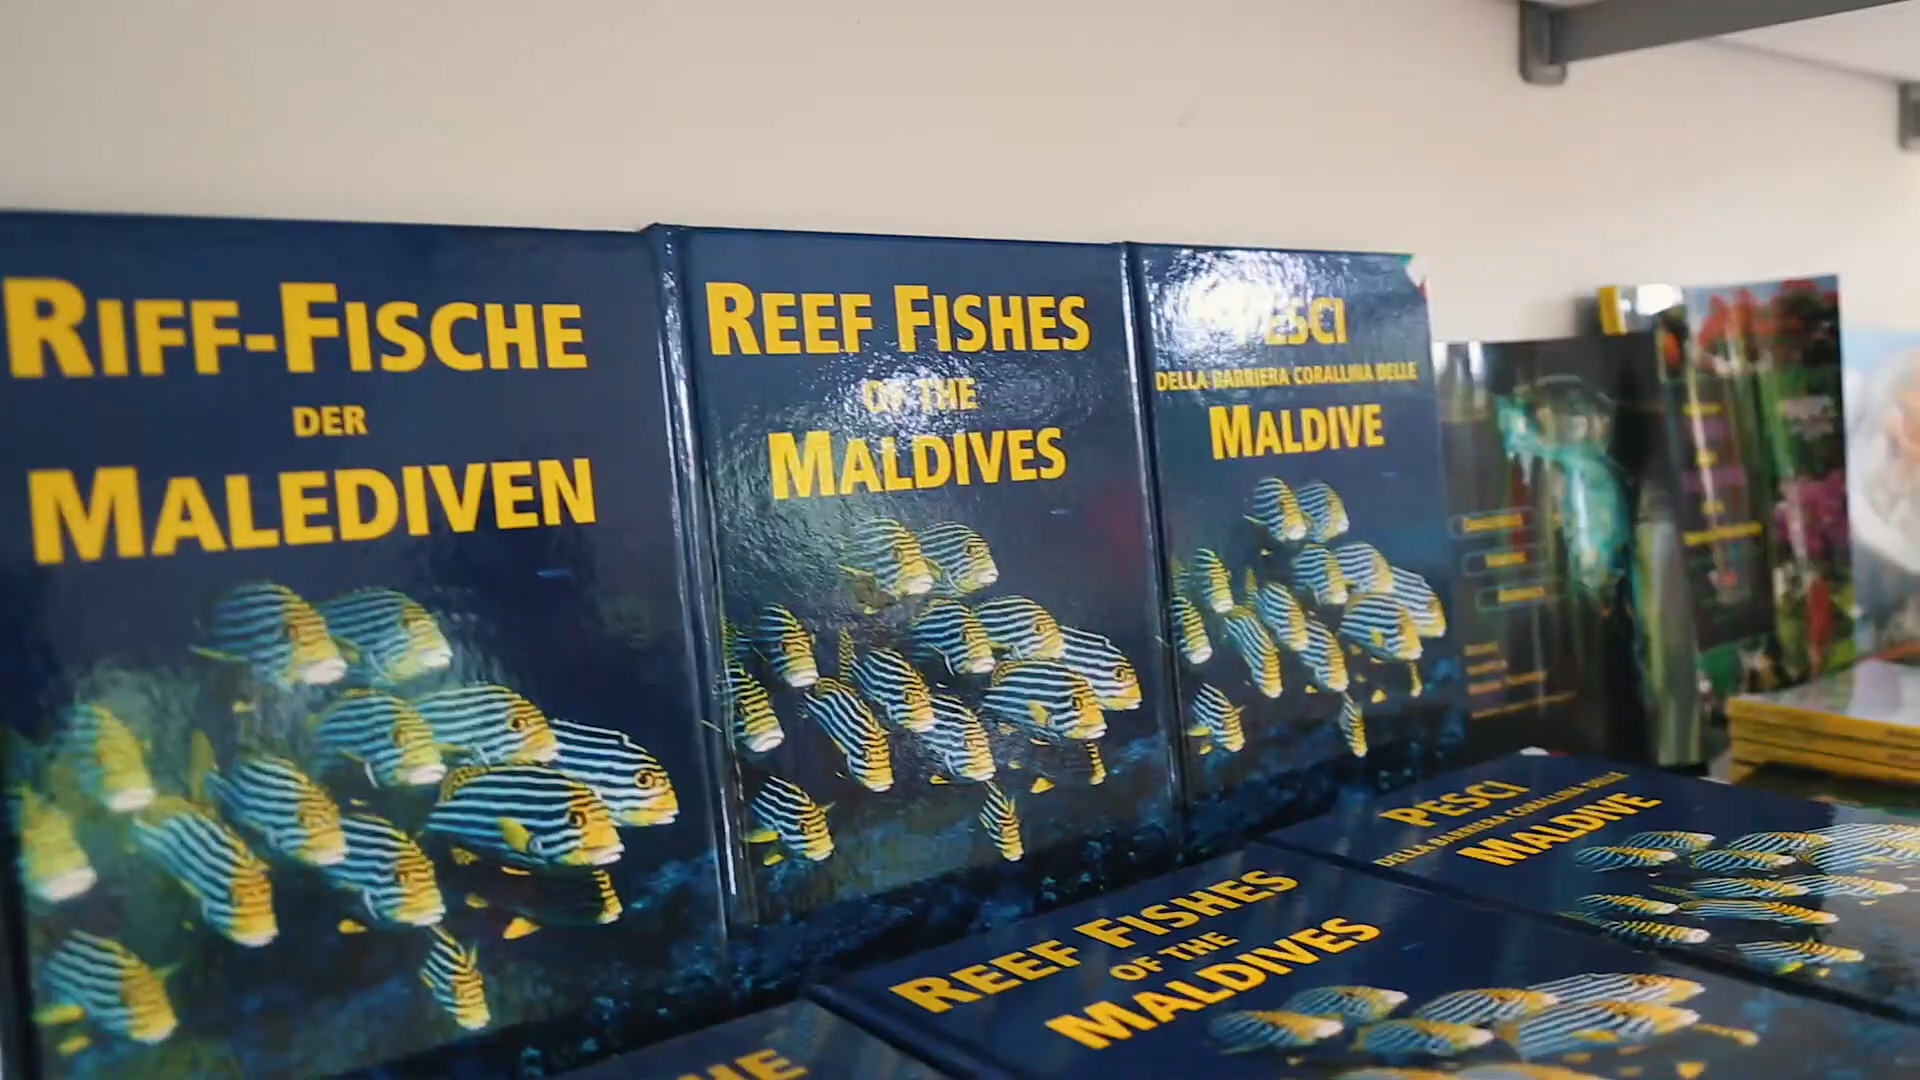 RIFF-FISCHE
DER
MALEDIVEN
REEF FISHES
OF THE
MALDIVES
PESCI
DELLA BARRIERA CORALLINA DELLE
MALDIVE
PESCI
DELLA BARRIERA CORALLINA DELLE
MALDIVE
REEF FISHES
OF THE
MALDIVES